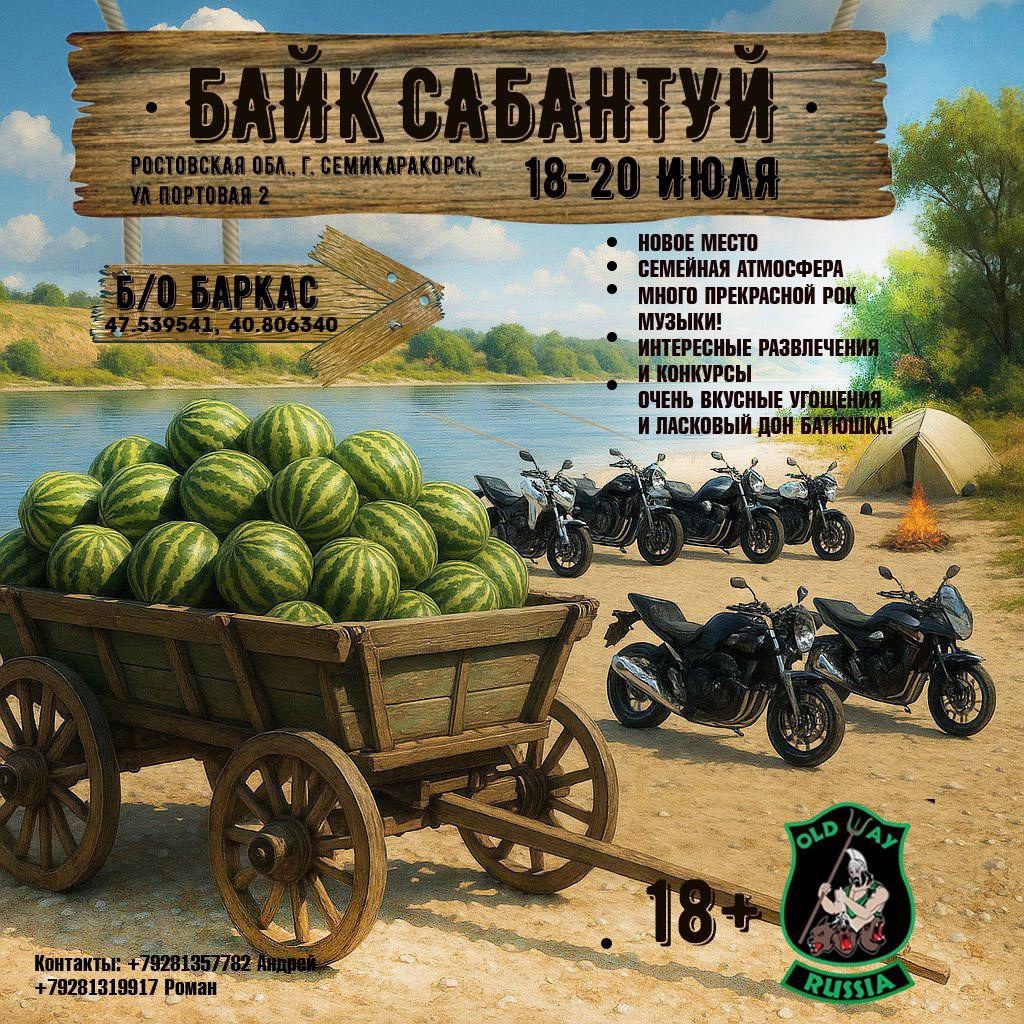 • БАЙК САБАНТУЙ •
РОСТОВСКАЯ ОБЛ., Г. СЕМИКАРАКОРСК,
УЛ ПОРТОВАЯ 2
18-20 ИЮЛЯ
Б/О БАРКАС
47.539541, 40.806340
• НОВОЕ МЕСТО
• СЕМЕЙНАЯ АТМОСФЕРА
• МНОГО ПРЕКРАСНОЙ РОК
МУЗЫКИ!
• ИНТЕРЕСНЫЕ РАЗВЛЕЧЕНИЯ
И КОНКУРСЫ
• ОЧЕНЬ ВКУСНЫЕ УГОЩЕНИЯ
И ЛАСКОВЫЙ ДОН БАТЮШКА!
• 18+
OLD WAY
RUSSIA
Контакты: +79281357782 Андрей
+79281319917 Роман